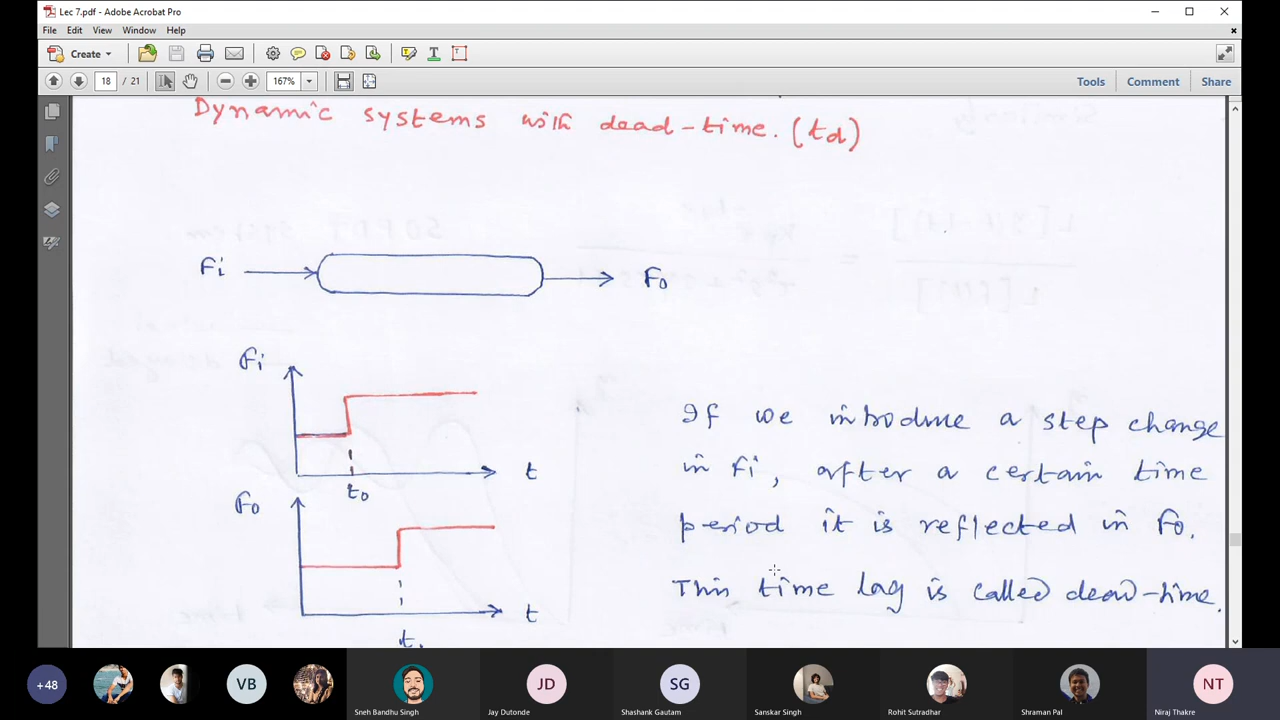 Lec 7.pdf - Adobe Acrobat Pro
File Edit View Window Help
Create
18 / 21 167% Tools Comment Share
Dynamic systems with dead-time. (td)
Fi Fo
Fi
t
to
Fo
t
t1
If we introduce a step change
in Fi, after a certain time
period it is reflected in Fo.
This time lag is called dead-time.
+48 VB JD SG NT
Sneh Bandhu Singh Jay Dutonde Shashank Gautam Sanskar Singh Rohit Sutradhar Shraman Pal Niraj Thakre